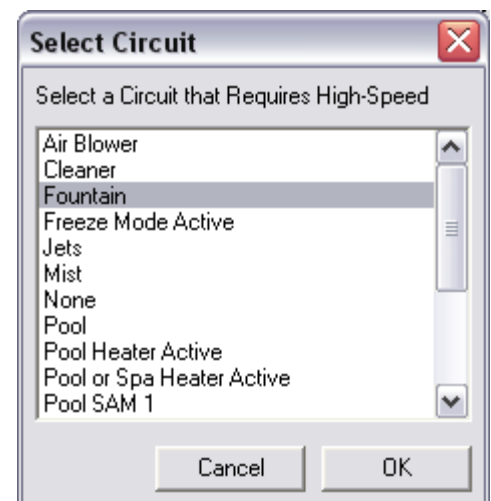 Select Circuit
Select a Circuit that Requires High-Speed
Air Blower
Cleaner
Fountain
Freeze Mode Active
Jets
Mist
None
Pool
Pool Heater Active
Pool or Spa Heater Active
Pool SAM 1
Cancel OK